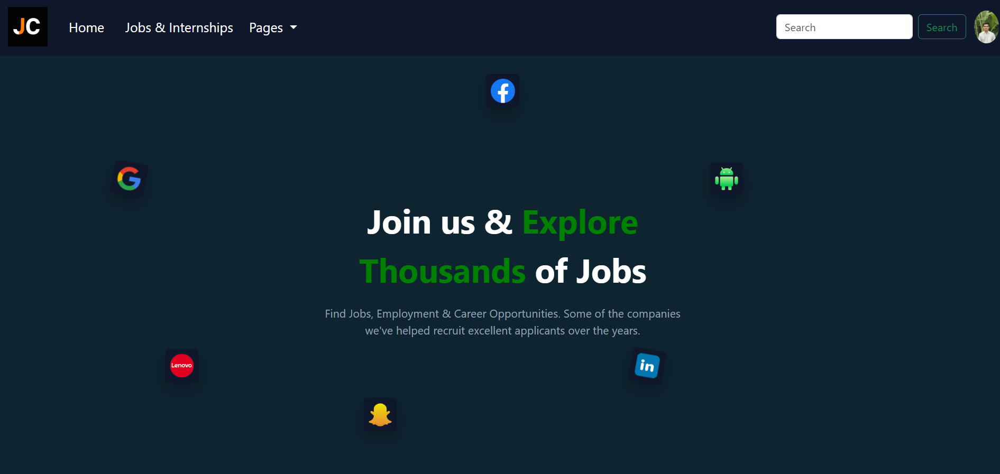 JC
Home
Jobs & Internships
Pages
Search
Search
Join us & Explore
Thousands of Jobs
Find Jobs, Employment & Career Opportunities. Some of the companies
we've helped recruit excellent applicants over the years.
Lenovo
in